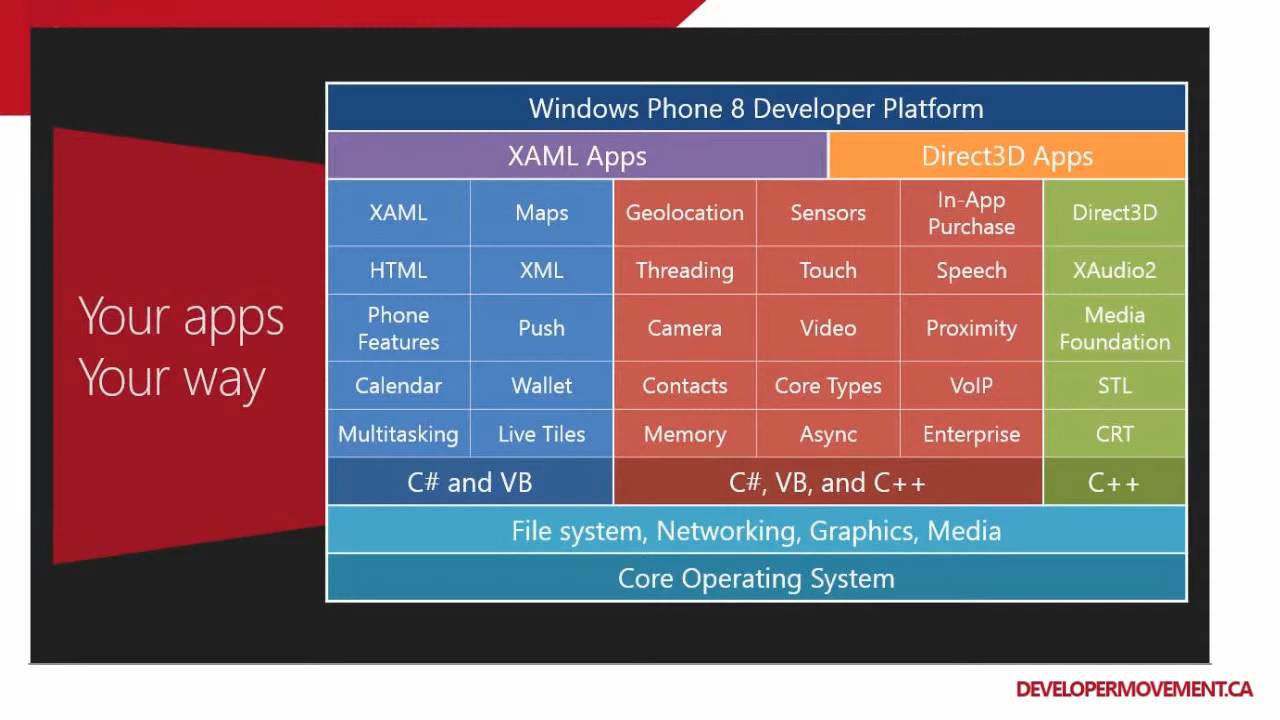 Windows Phone 8 Developer Platform
XAML Apps Direct3D Apps
XAML Maps Geolocation Sensors In-App Purchase Direct3D
HTML XML Threading Touch Speech XAudio2
Phone Features Push Camera Video Proximity Media Foundation
Calendar Wallet Contacts Core Types VoIP STL
Multitasking Live Tiles Memory Async Enterprise CRT
C# and VB C#, VB, and C++ C++
File system, Networking, Graphics, Media
Core Operating System
Your apps
Your way
DEVELOPERMOVEMENT.CA